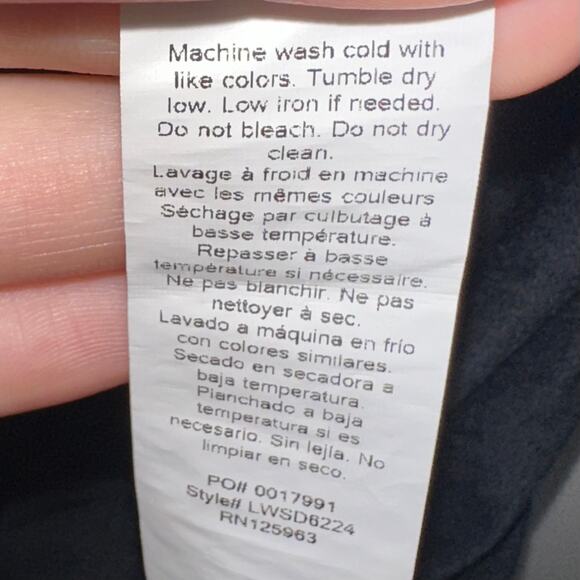 Machine wash cold with
like colors. Tumble dry
low. Low iron if needed.
Do not bleach. Do not dry
clean.
Lavage à froid en machine
avec les mêmes couleurs
Séchage par culbutage à
basse température.
Repasser à basse
température si nécessaire.
Ne pas blanchir. Ne pas
nettoyer à sec.
Lavado a máquina en frío
con colores similares.
Secado en secadora a
baja temperatura.
Planchado a baja
temperatura si es
necesario. Sin lejía. No
limpiar en seco.
PO# 0017991
Style# LWSD6224
RN125963